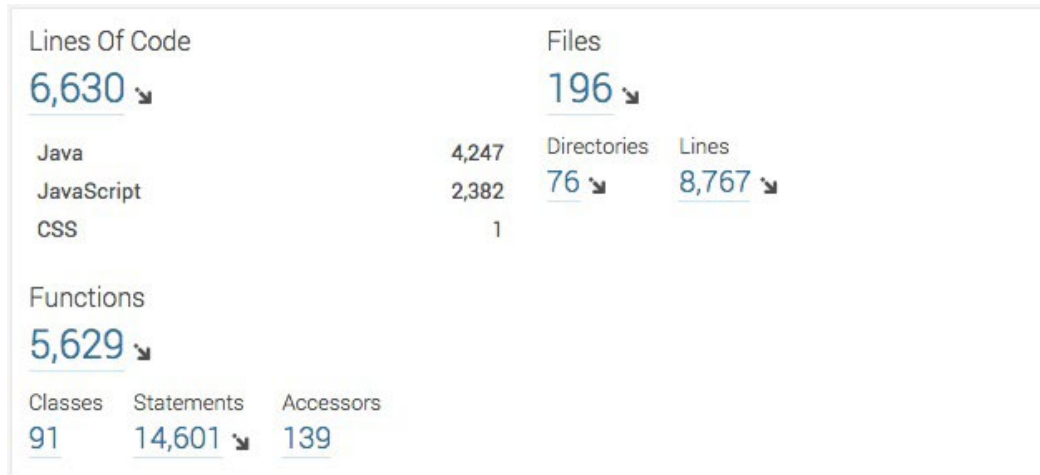 Lines Of Code
6,630
Java 4,247
JavaScript 2,382
CSS 1
Files
196
Directories Lines
76 8,767
Functions
5,629
Classes Statements Accessors
91 14,601 139